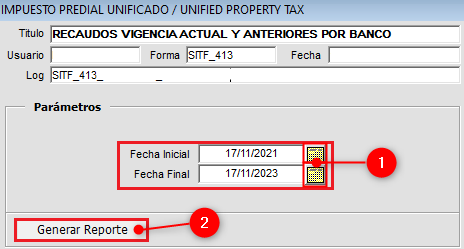 IMPUESTO PREDIAL UNIFICADO / UNIFIED PROPERTY TAX
Título RECAUDOS VIGENCIA ACTUAL Y ANTERIORES POR BANCO
Usuario Forma SITF_413 Fecha
Log SITF_413_ _ .
Parámetros
Fecha Inicial 17/11/2021
1
Fecha Final 17/11/2023
Generar Reporte 2